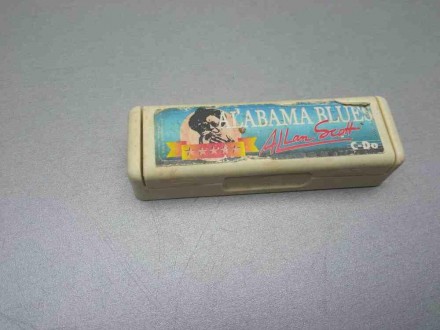 ALABAMA BLUES
Allan Scott
C-Do